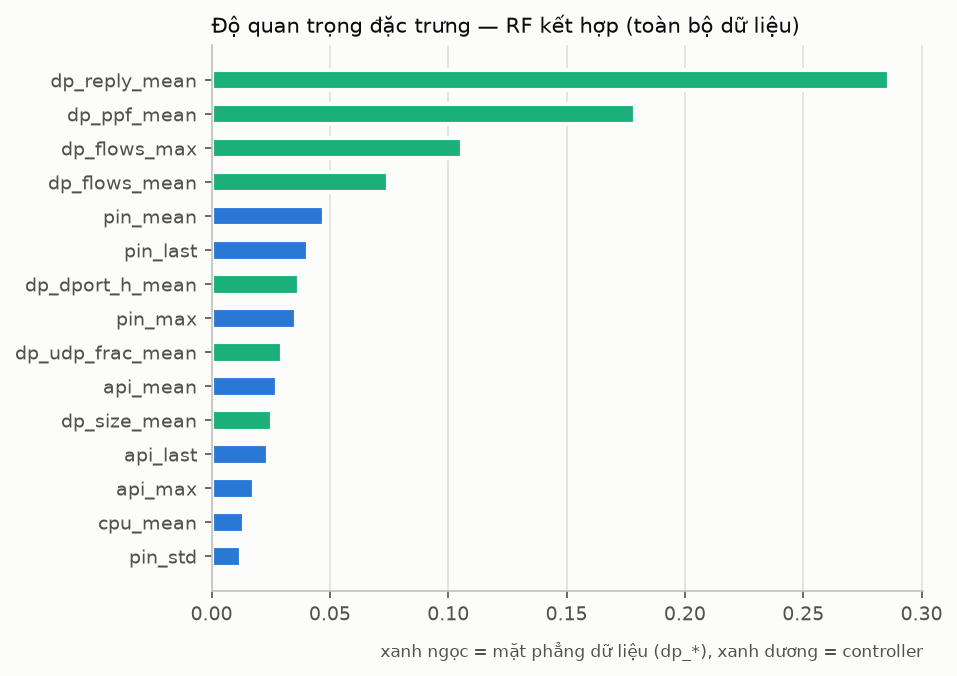 Độ quan trọng đặc trưng — RF kết hợp (toàn bộ dữ liệu)
dp_reply_mean
dp_ppf_mean
dp_flows_max
dp_flows_mean
pin_mean
pin_last
dp_dport_h_mean
pin_max
dp_udp_frac_mean
api_mean
dp_size_mean
api_last
api_max
cpu_mean
pin_std
0.00 0.05 0.10 0.15 0.20 0.25 0.30
xanh ngọc = mặt phẳng dữ liệu (dp_*), xanh dương = controller